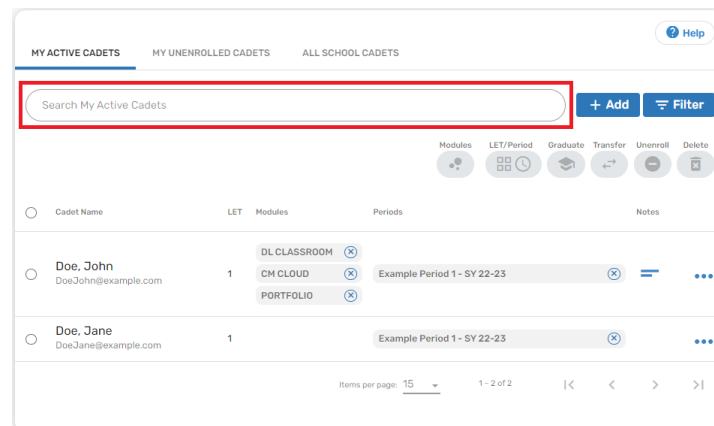 Help
MY ACTIVE CADETS MY UNENROLLED CADETS ALL SCHOOL CADETS
Search My Active Cadets + Add Filter
Modules LET/Period Graduate Transfer Unenroll Delete
Cadet Name LET Modules Periods Notes
DL CLASSROOM
Doe, John
DoeJohn@example.com 1 CM CLOUD Example Period 1 - SY 22-23
PORTFOLIO
Doe, Jane
DoeJane@example.com 1 Example Period 1 - SY 22-23
Items per page: 15 1 – 2 of 2